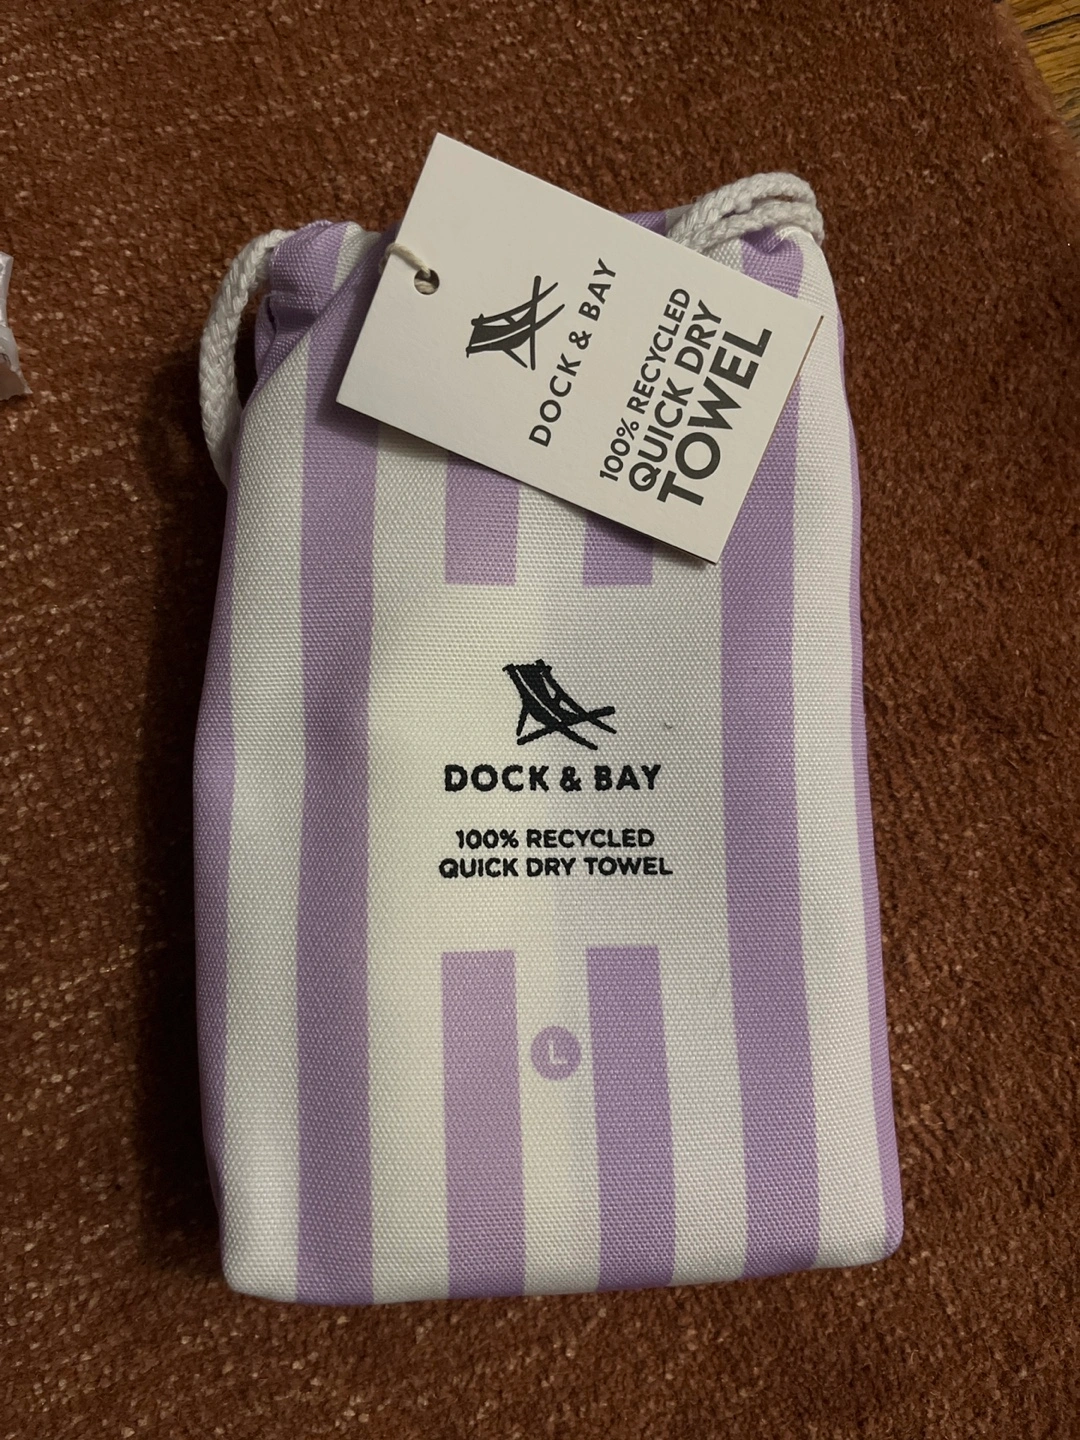 DOCK & BAY
100% RECYCLED
QUICK DRY
TOWEL
DOCK & BAY
100% RECYCLED
QUICK DRY TOWEL
L